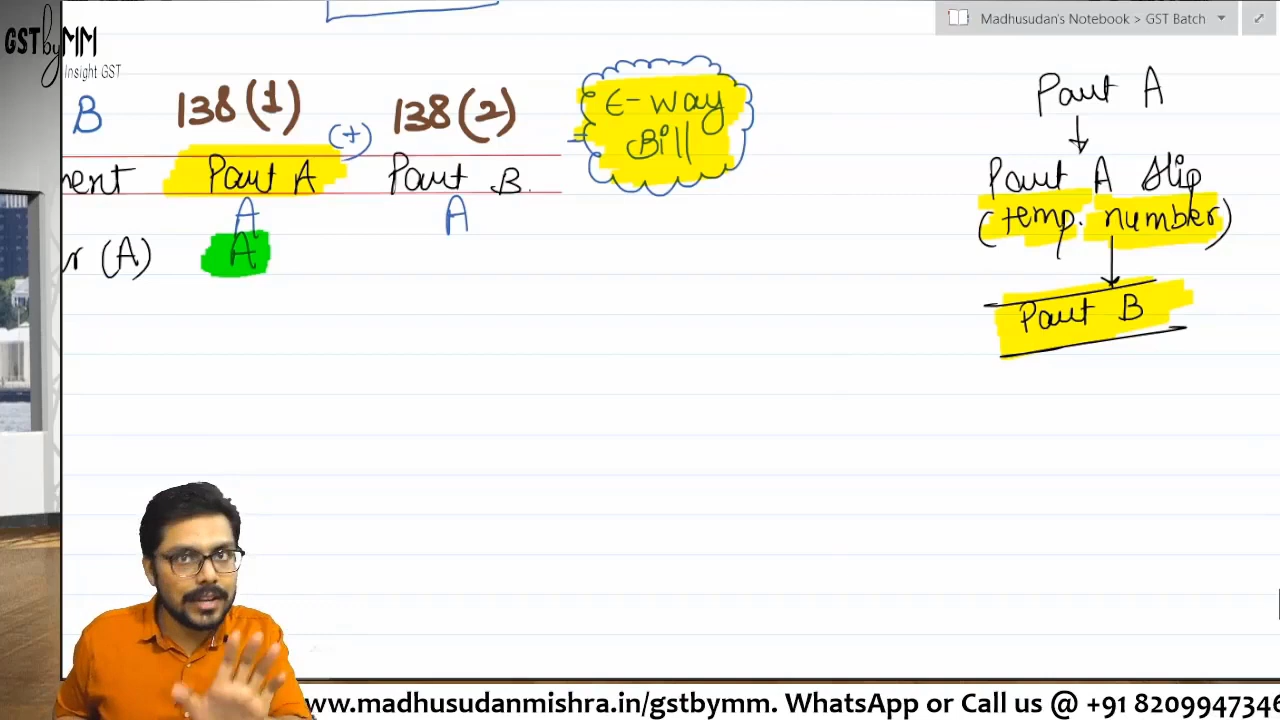 GST by MM
Insight GST
Madhusudan's Notebook > GST Batch
B 138(1) (+) 138(2) = E-way Bill
Part A Part B.
A A
(A) A
Part A
Part A Slip
(temp. number)
Part B
www.madhusudanmishra.in/gstbymm. WhatsApp or Call us @ +91 820994734